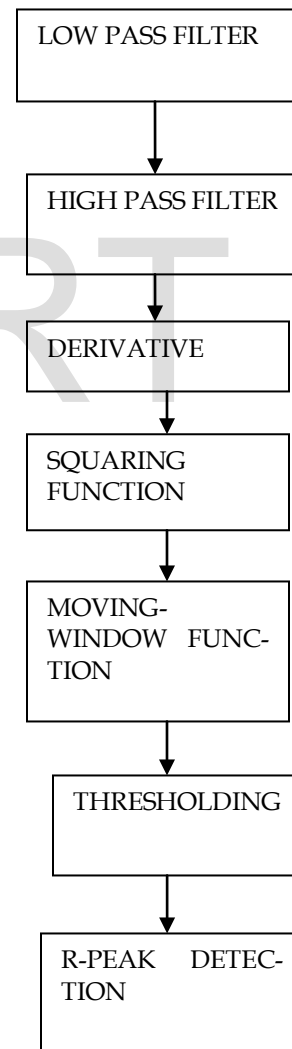 LOW PASS FILTER
HIGH PASS FILTER
RT
DERIVATIVE
SQUARING
FUNCTION
MOVING-
WINDOW FUNC-
TION
THRESHOLDING
R-PEAK DETEC-
TION